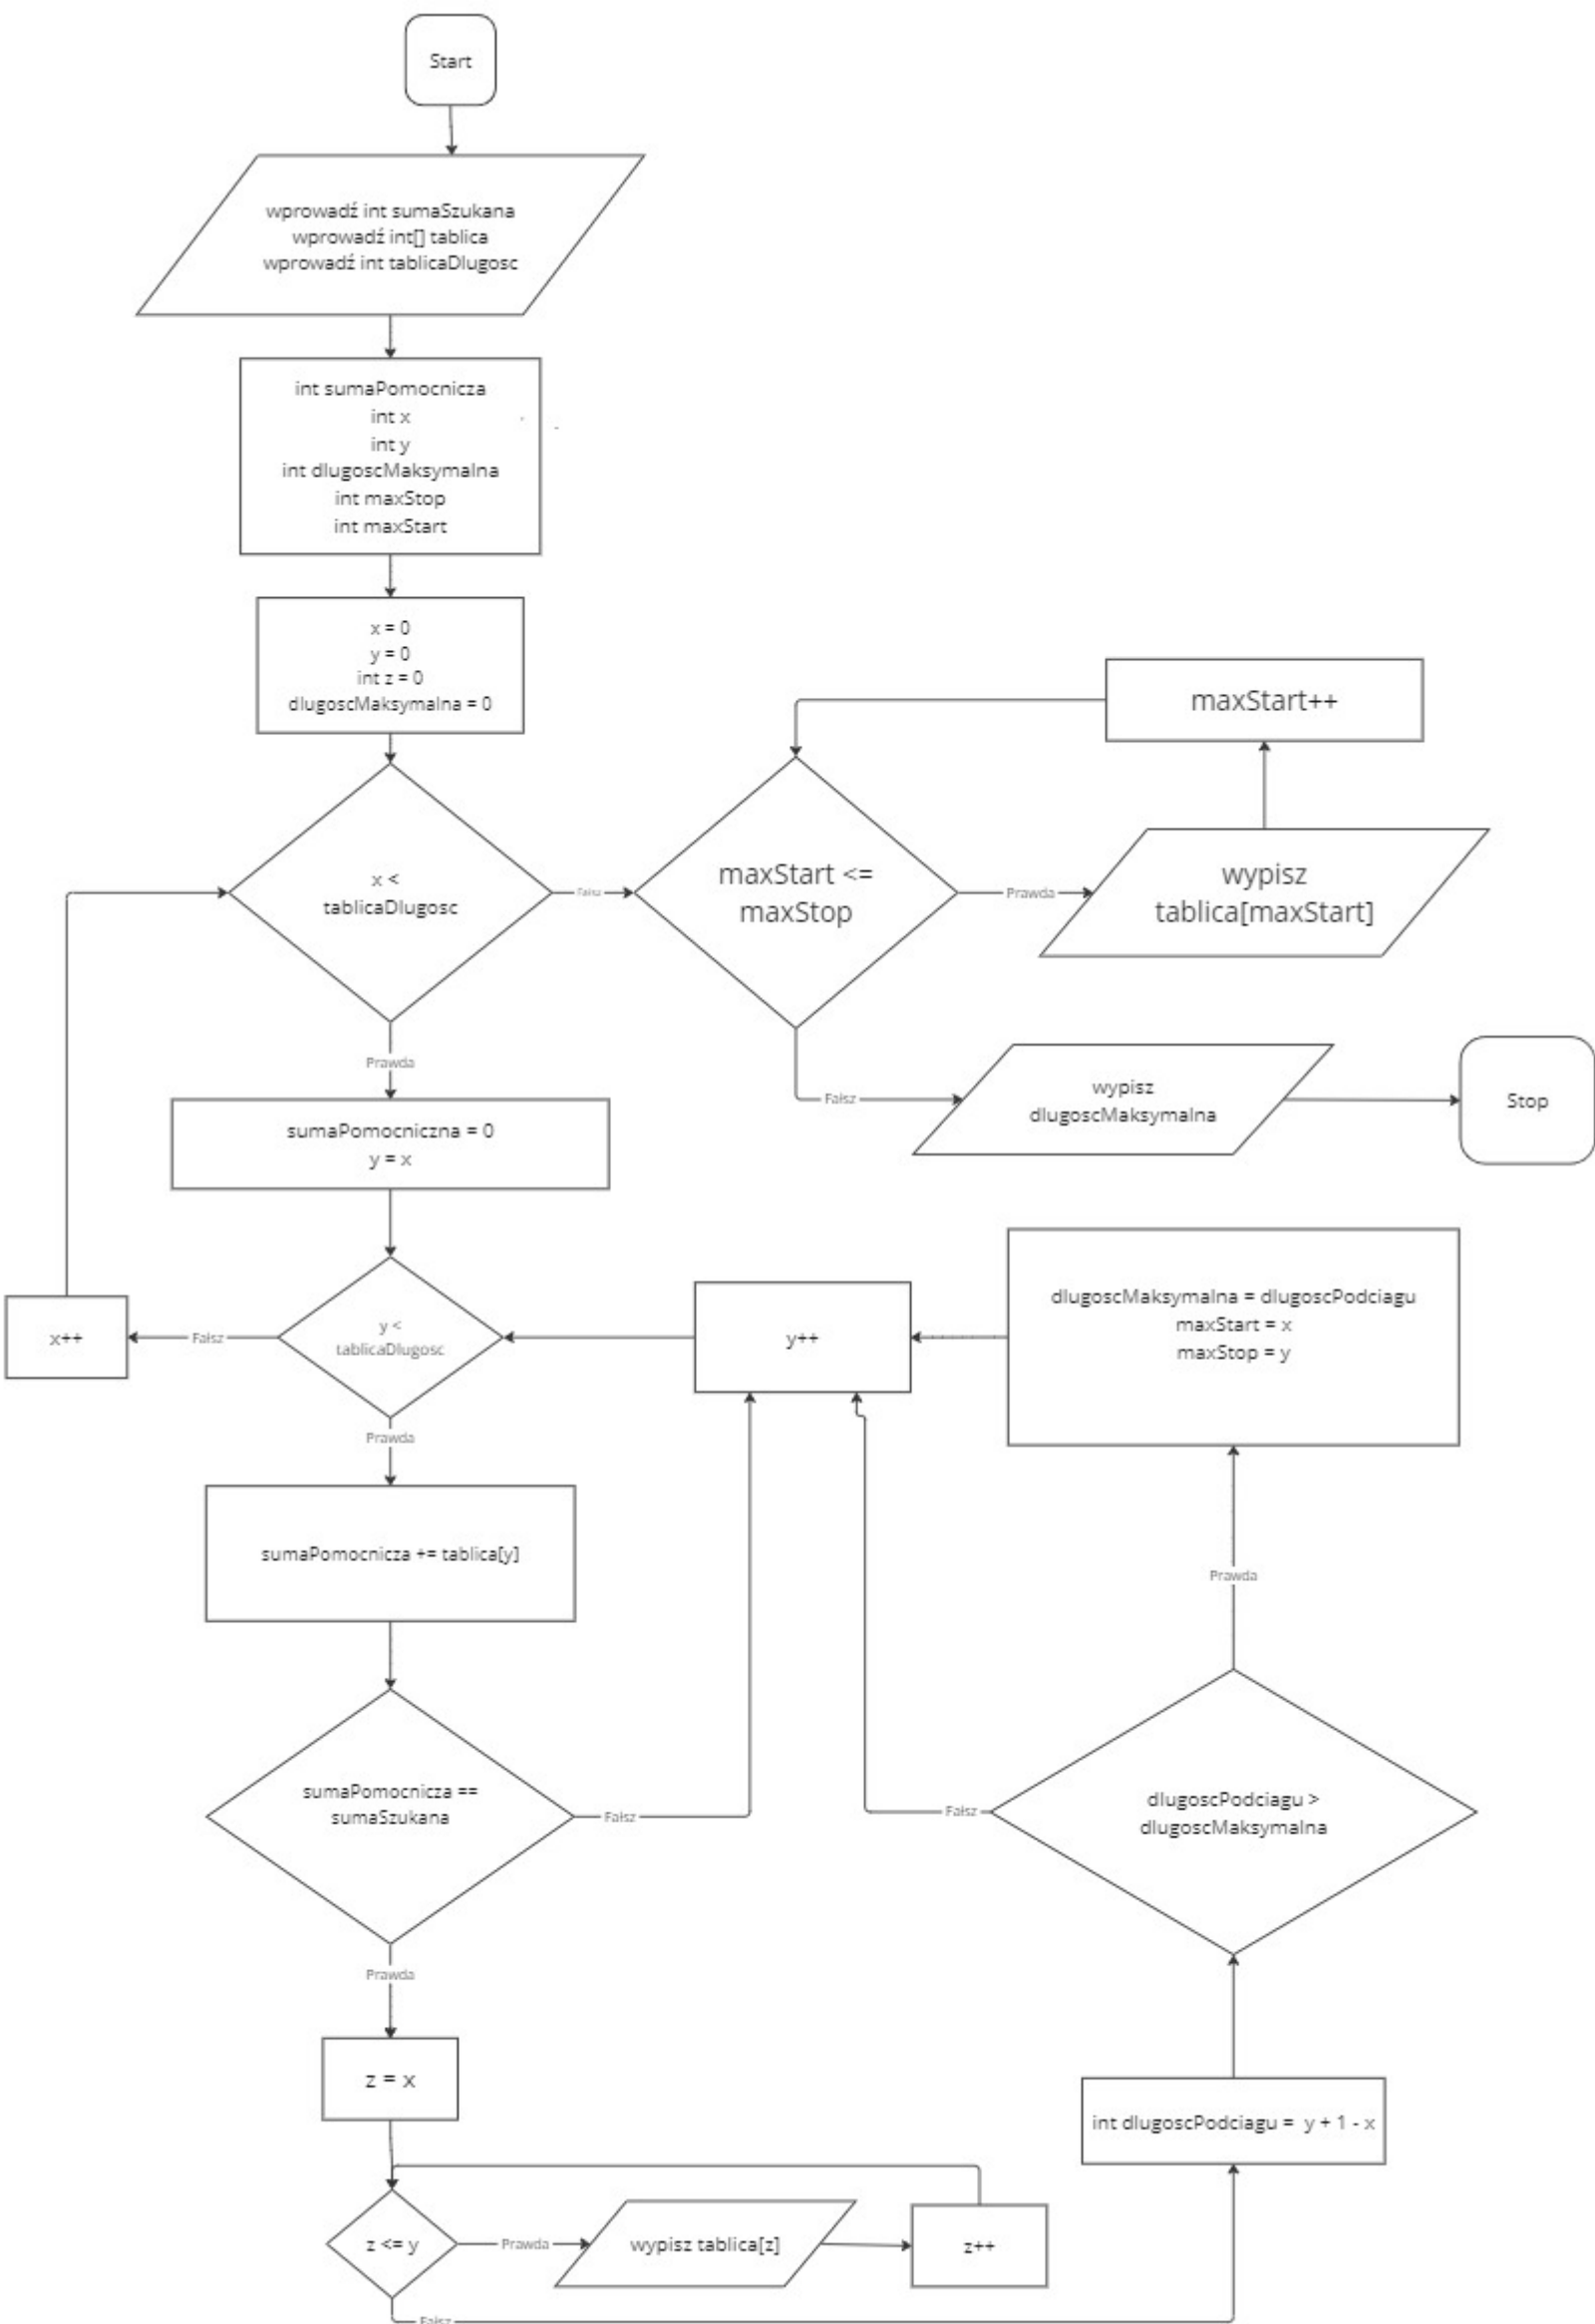 Start
wprowadź int sumaSzukana
wprowadź int[] tablica
wprowadź int tablicaDlugosc
int sumaPomocnicza
int x
int y
int dlugoscMaksymalna
int maxStop
int maxStart
x = 0
y = 0
int z = 0
dlugoscMaksymalna = 0
maxStart++
x <
tablicaDlugosc
Fałsz
maxStart <=
maxStop
Prawda
wypisz
tablica[maxStart]
Prawda
Fałsz
wypisz
dlugoscMaksymalna
Stop
sumaPomocniczna = 0
y = x
x++
Fałsz
y <
tablicaDlugosc
y++
dlugoscMaksymalna = dlugoscPodciagu
maxStart = x
maxStop = y
Prawda
sumaPomocnicza += tablica[y]
Prawda
sumaPomocnicza ==
sumaSzukana
Fałsz
Fałsz
dlugoscPodciagu >
dlugoscMaksymalna
Prawda
z = x
int dlugoscPodciagu = y + 1 - x
z <= y
Prawda
wypisz tablica[z]
z++
Fałsz